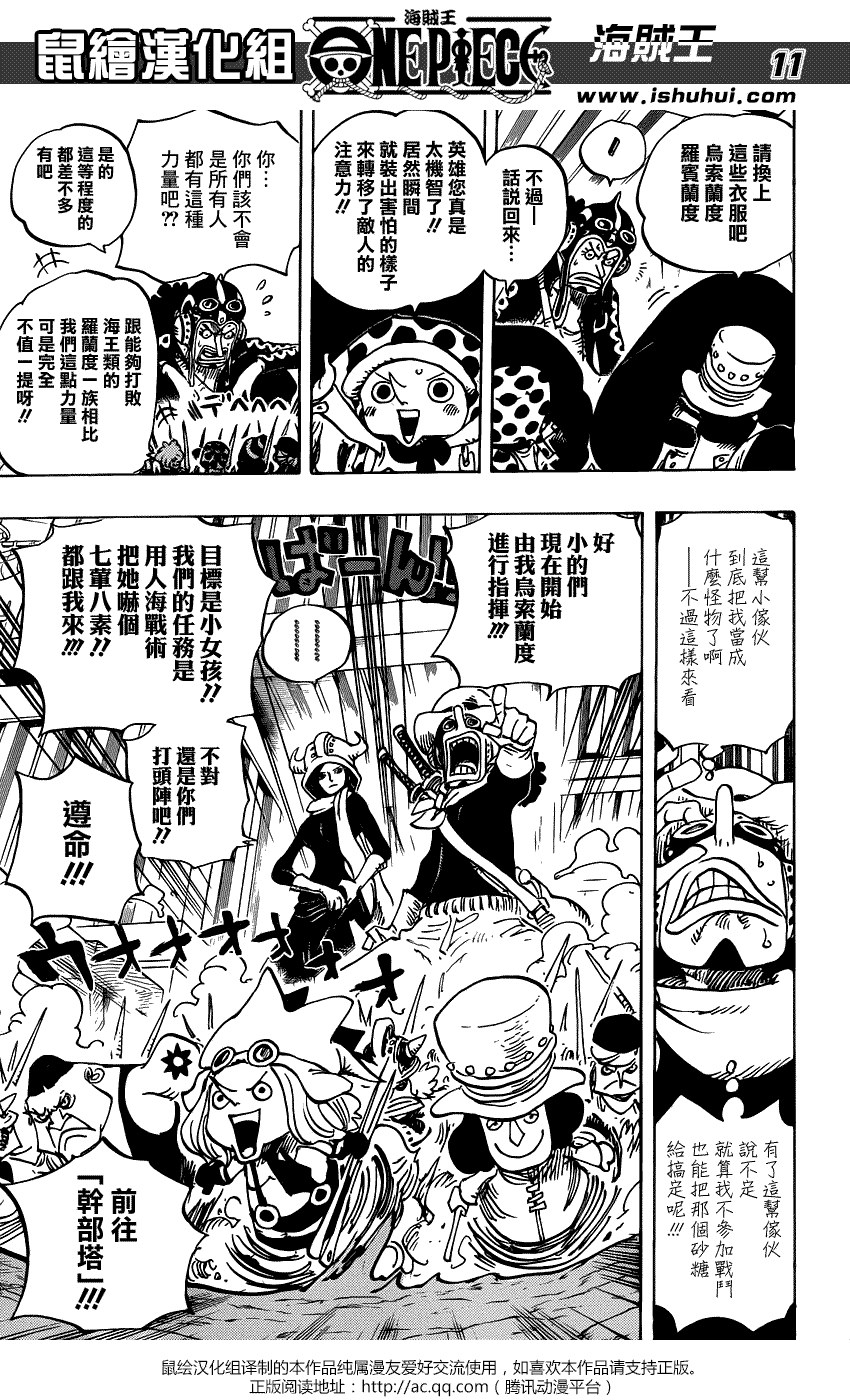 鼠繪漢化組
海賊王
ONE PIECE
海賊王
11
www.ishuhui.com
請換上
這些衣服吧
烏索蘭度
羅賓蘭度
！
不過—
話說回來…
英雄您真是
太機智了!!
居然瞬間
就裝出害怕的樣子
來轉移了敵人的
注意力!!
你…
你們該不會
是所有人
都有這種
力量吧??
是的
這等程度的
都差不多
有吧
跟能夠打敗
海王類的
羅蘭度一族相比
我們這點力量
可是完全
不值一提呀!!
這幫小傢伙
到底把我當成
什麼怪物了啊
——不過這樣來看
有了這幫傢伙
說不定
就算我不參加戰鬥
也能把那個砂糖
給搞定呢!!!
ばーん!!
好
小的們
現在開始
由我烏索蘭度
進行指揮!!!
…………
目標是小女孩!!
我們的任務是
用人海戰術
把她嚇個
七葷八素!!
都跟我來!!!
不對
還是你們
打頭陣吧!!
遵命!!!
ウオオオオ
前往
「幹部塔」!!!
鼠绘汉化组译制的本作品纯属漫友爱好交流使用，如喜欢本作品请支持正版。
正版阅读地址：http://ac.qq.com（腾讯动漫平台）